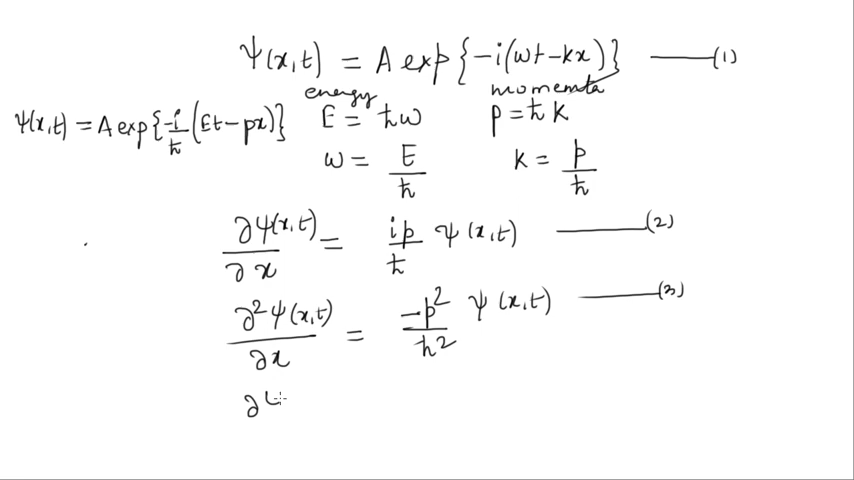 Ψ(x,t) = A exp{-i(ωt-kx)} ———(1)
energy momenta
Ψ(x,t) = A exp{-i/ħ(Et-px)} E = ħω p = ħk
ω = E/ħ k = p/ħ
∂Ψ(x,t)/∂x = ip/ħ Ψ(x,t) ———(2)
∂²Ψ(x,t)/∂x = -p²/ħ² Ψ(x,t) ———(3)
∂